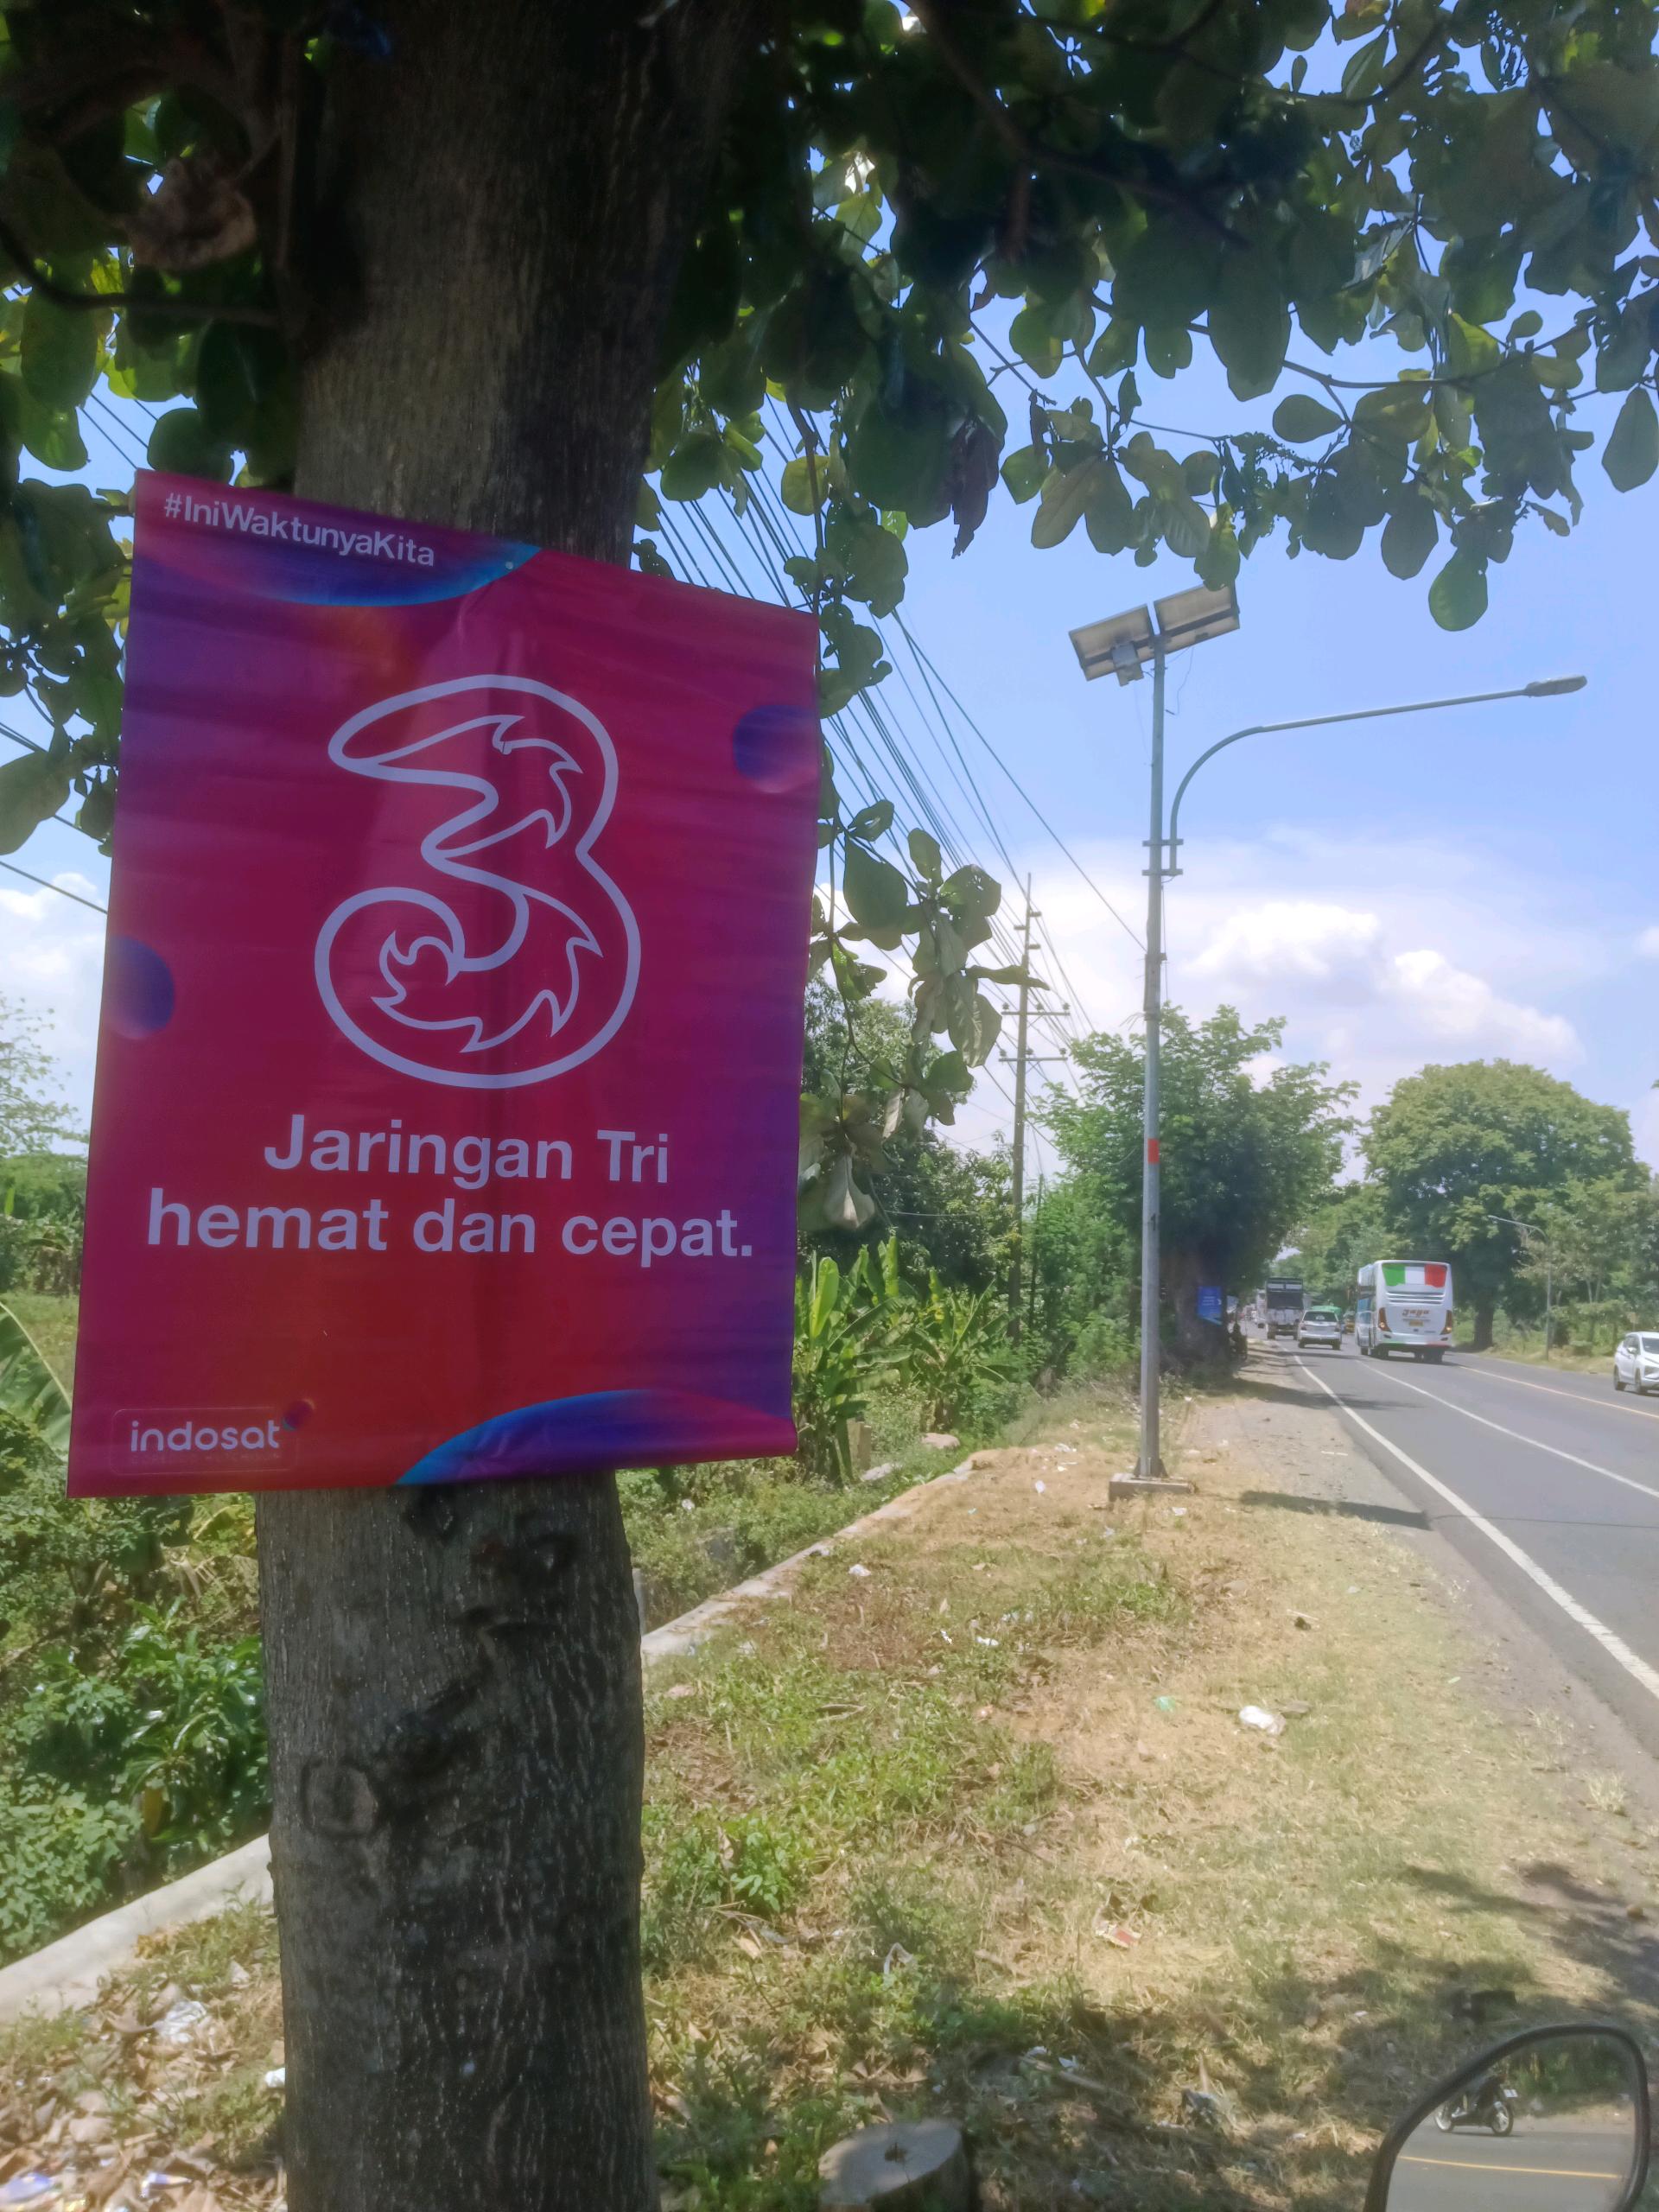 #IniWaktunyaKita
3
Jaringan Tri
hemat dan cepat.
indosat